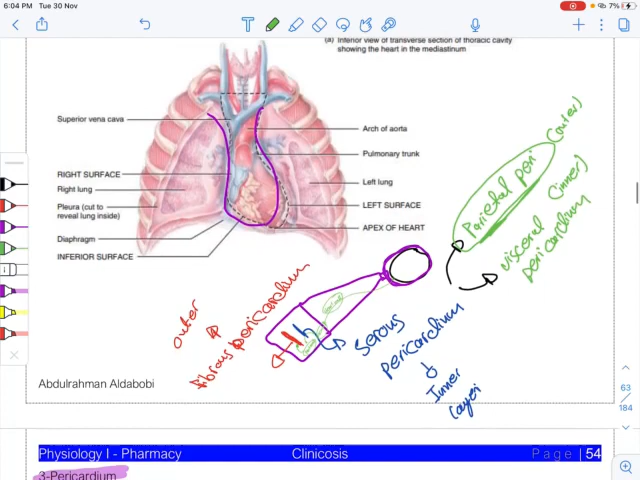 6:04 PM Tue 30 Nov
7%
(a) Inferior view of transverse section of thoracic cavity
showing the heart in the mediastinum
Superior vena cava
Arch of aorta
Pulmonary trunk
RIGHT SURFACE
Right lung
Left lung
Pleura (cut to
reveal lung inside)
LEFT SURFACE
Diaphragm
APEX OF HEART
INFERIOR SURFACE
Parietal peri (outer)
visceral (inner)
pericardium
outer
fibrous pericardium
serous
pericardium
Inner
layer
Abdulrahman Aldabobi
63
184
Physiology I - Pharmacy Clinicosis Page | 54
3-Pericardium